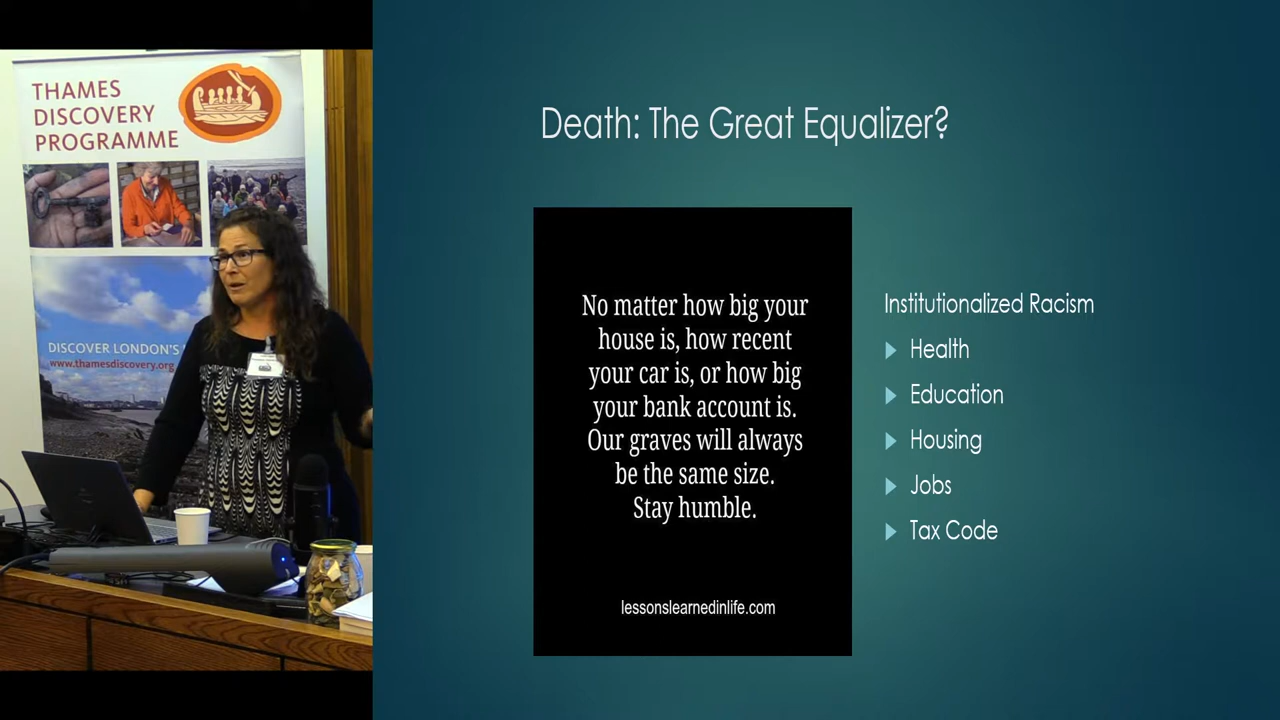 THAMES
DISCOVERY
PROGRAMME
DISCOVER LONDON'S
www.thamesdiscovery.org
Death: The Great Equalizer?
No matter how big your
house is, how recent
your car is, or how big
your bank account is.
Our graves will always
be the same size.
Stay humble.
lessonslearnedinlife.com
Institutionalized Racism
Health
Education
Housing
Jobs
Tax Code